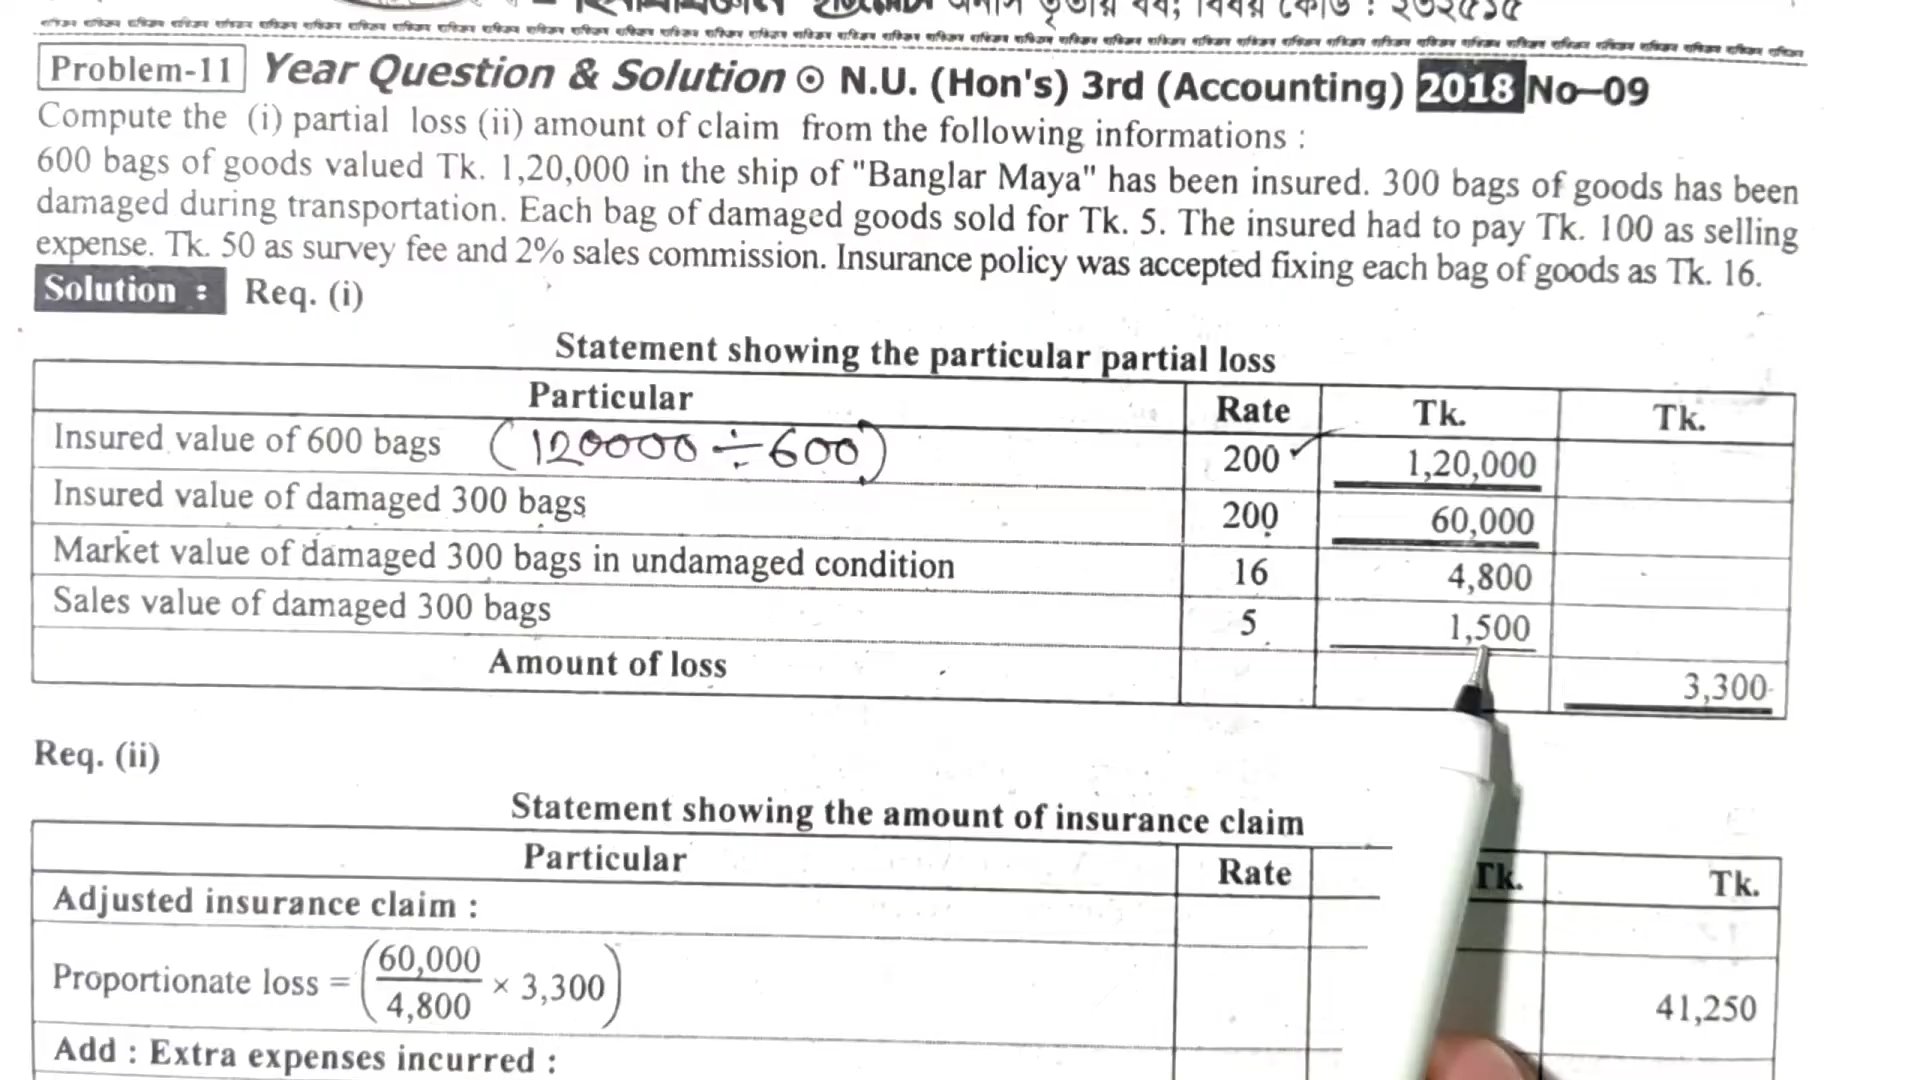 বিষয় কোড : ২৩২৫১৫
Problem-11 Year Question & Solution ⊙ N.U. (Hon's) 3rd (Accounting) 2018 No–09
Compute the (i) partial loss (ii) amount of claim from the following informations :
600 bags of goods valued Tk. 1,20,000 in the ship of "Banglar Maya" has been insured. 300 bags of goods has been
damaged during transportation. Each bag of damaged goods sold for Tk. 5. The insured had to pay Tk. 100 as selling
expense. Tk. 50 as survey fee and 2% sales commission. Insurance policy was accepted fixing each bag of goods as Tk. 16.
Solution : Req. (i)
Statement showing the particular partial loss
Particular Rate Tk. Tk.
Insured value of 600 bags (120000 ÷ 600) 200 ✓ 1,20,000
Insured value of damaged 300 bags 200 60,000
Market value of damaged 300 bags in undamaged condition 16 4,800
Sales value of damaged 300 bags 5 1,500
Amount of loss 3,300
Req. (ii)
Statement showing the amount of insurance claim
Particular Rate Tk. Tk.
Adjusted insurance claim :
Proportionate loss = (60,000 / 4,800 × 3,300) 41,250
Add : Extra expenses incurred :